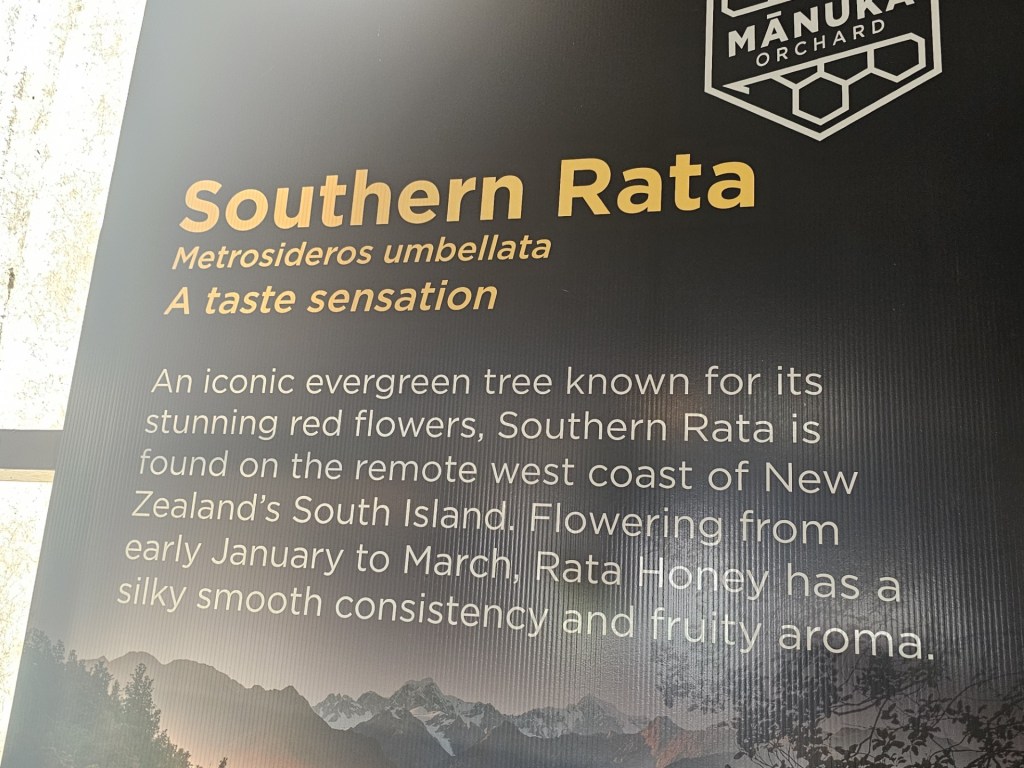 MĀNUKA
ORCHARD
Southern Rata
Metrosideros umbellata
A taste sensation
An iconic evergreen tree known for its
stunning red flowers, Southern Rata is
found on the remote west coast of New
Zealand's South Island. Flowering from
early January to March, Rata Honey has a
silky smooth consistency and fruity aroma.